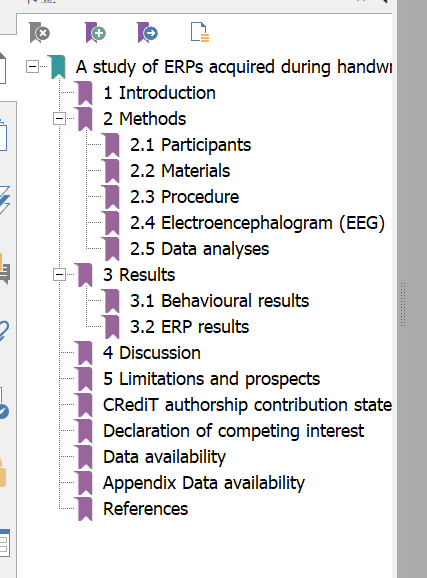 A study of ERPs acquired during handwr
1 Introduction
2 Methods
2.1 Participants
2.2 Materials
2.3 Procedure
2.4 Electroencephalogram (EEG)
2.5 Data analyses
3 Results
3.1 Behavioural results
3.2 ERP results
4 Discussion
5 Limitations and prospects
CRediT authorship contribution state
Declaration of competing interest
Data availability
Appendix Data availability
References